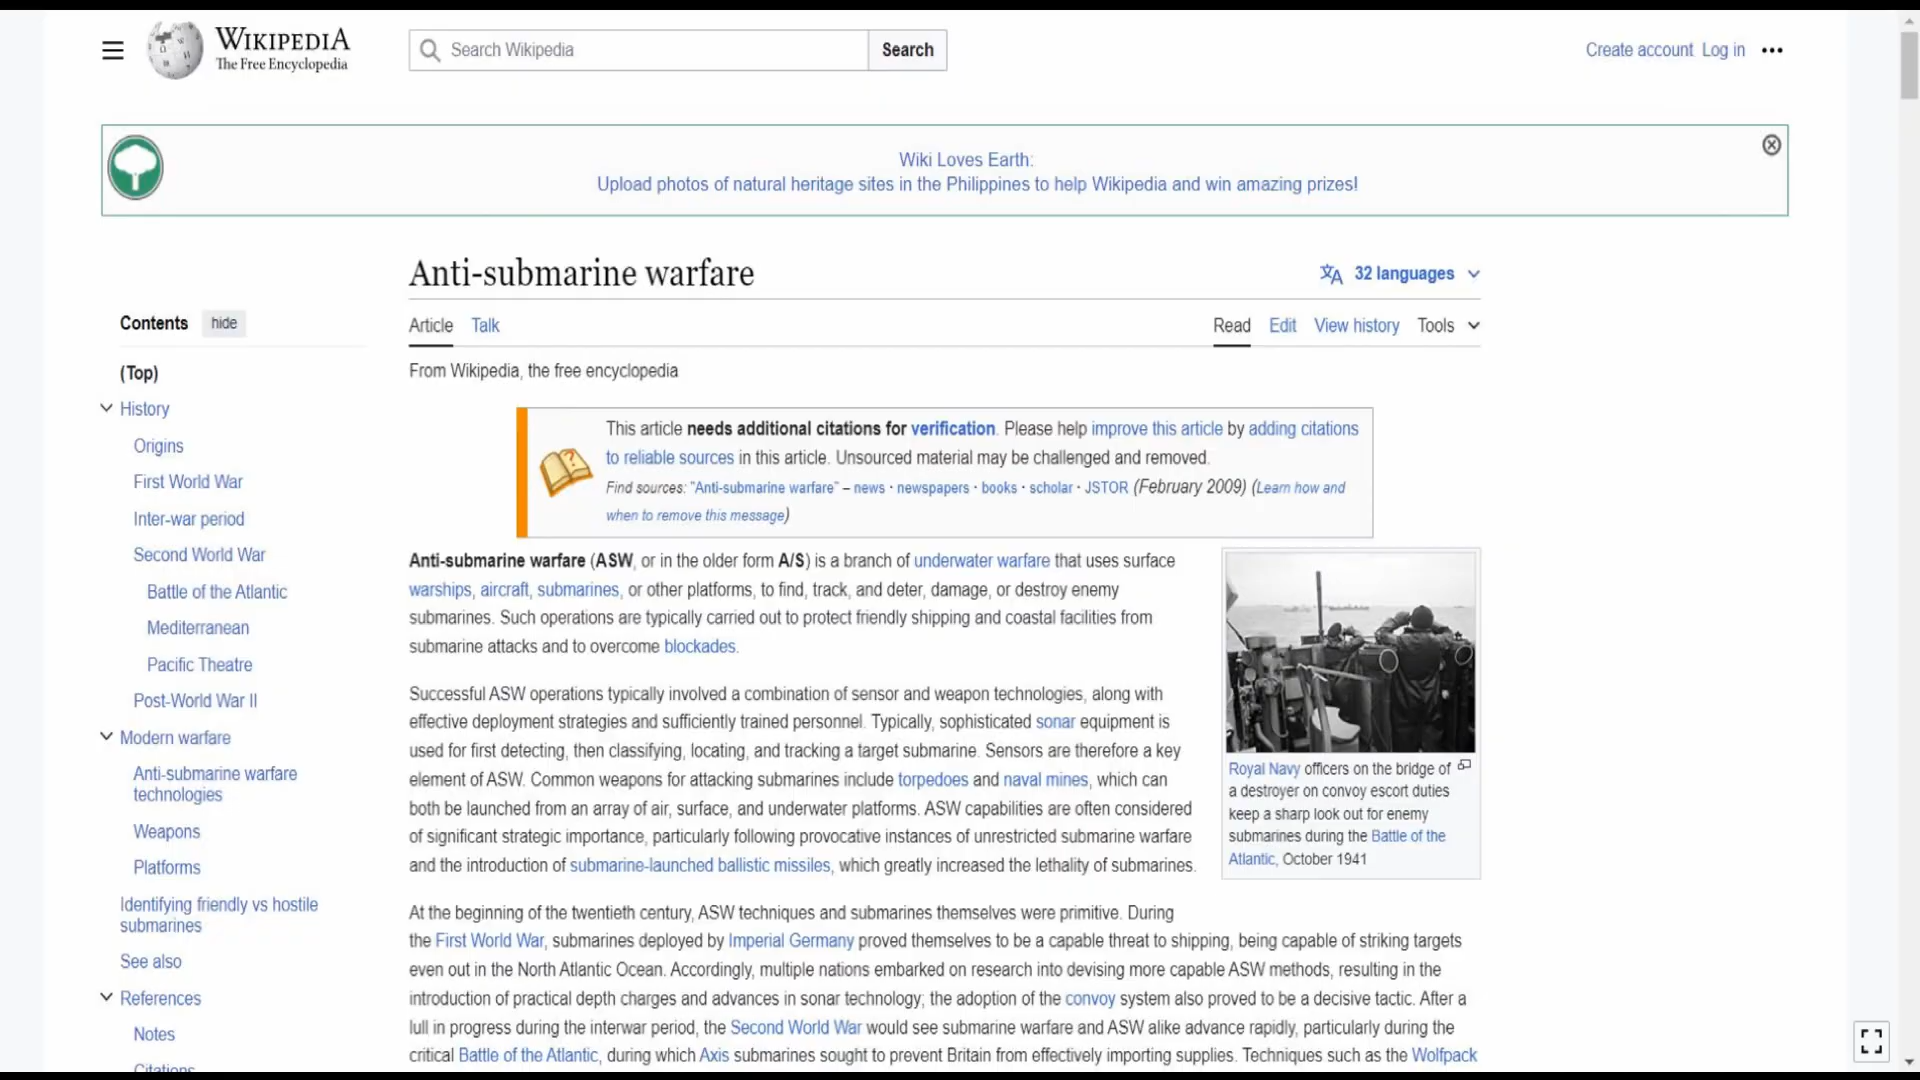 WIKIPEDIA
The Free Encyclopedia
Search Wikipedia
Search
Create account Log in
Wiki Loves Earth:
Upload photos of natural heritage sites in the Philippines to help Wikipedia and win amazing prizes!
Contents hide
(Top)
History
Origins
First World War
Inter-war period
Second World War
Battle of the Atlantic
Mediterranean
Pacific Theatre
Post-World War II
Modern warfare
Anti-submarine warfare
technologies
Weapons
Platforms
Identifying friendly vs hostile
submarines
See also
References
Notes
Citations
Anti-submarine warfare
32 languages
Article Talk
Read Edit View history Tools
From Wikipedia, the free encyclopedia
This article needs additional citations for verification. Please help improve this article by adding citations
to reliable sources in this article. Unsourced material may be challenged and removed.
Find sources: "Anti-submarine warfare" – news · newspapers · books · scholar · JSTOR (February 2009) (Learn how and
when to remove this message)
Anti-submarine warfare (ASW, or in the older form A/S) is a branch of underwater warfare that uses surface
warships, aircraft, submarines, or other platforms, to find, track, and deter, damage, or destroy enemy
submarines. Such operations are typically carried out to protect friendly shipping and coastal facilities from
submarine attacks and to overcome blockades.
Successful ASW operations typically involved a combination of sensor and weapon technologies, along with
effective deployment strategies and sufficiently trained personnel. Typically, sophisticated sonar equipment is
used for first detecting, then classifying, locating, and tracking a target submarine. Sensors are therefore a key
element of ASW. Common weapons for attacking submarines include torpedoes and naval mines, which can
both be launched from an array of air, surface, and underwater platforms. ASW capabilities are often considered
of significant strategic importance, particularly following provocative instances of unrestricted submarine warfare
and the introduction of submarine-launched ballistic missiles, which greatly increased the lethality of submarines.
Royal Navy officers on the bridge of
a destroyer on convoy escort duties
keep a sharp look out for enemy
submarines during the Battle of the
Atlantic, October 1941
At the beginning of the twentieth century, ASW techniques and submarines themselves were primitive. During
the First World War, submarines deployed by Imperial Germany proved themselves to be a capable threat to shipping, being capable of striking targets
even out in the North Atlantic Ocean. Accordingly, multiple nations embarked on research into devising more capable ASW methods, resulting in the
introduction of practical depth charges and advances in sonar technology; the adoption of the convoy system also proved to be a decisive tactic. After a
lull in progress during the interwar period, the Second World War would see submarine warfare and ASW alike advance rapidly, particularly during the
critical Battle of the Atlantic, during which Axis submarines sought to prevent Britain from effectively importing supplies. Techniques such as the Wolfpack